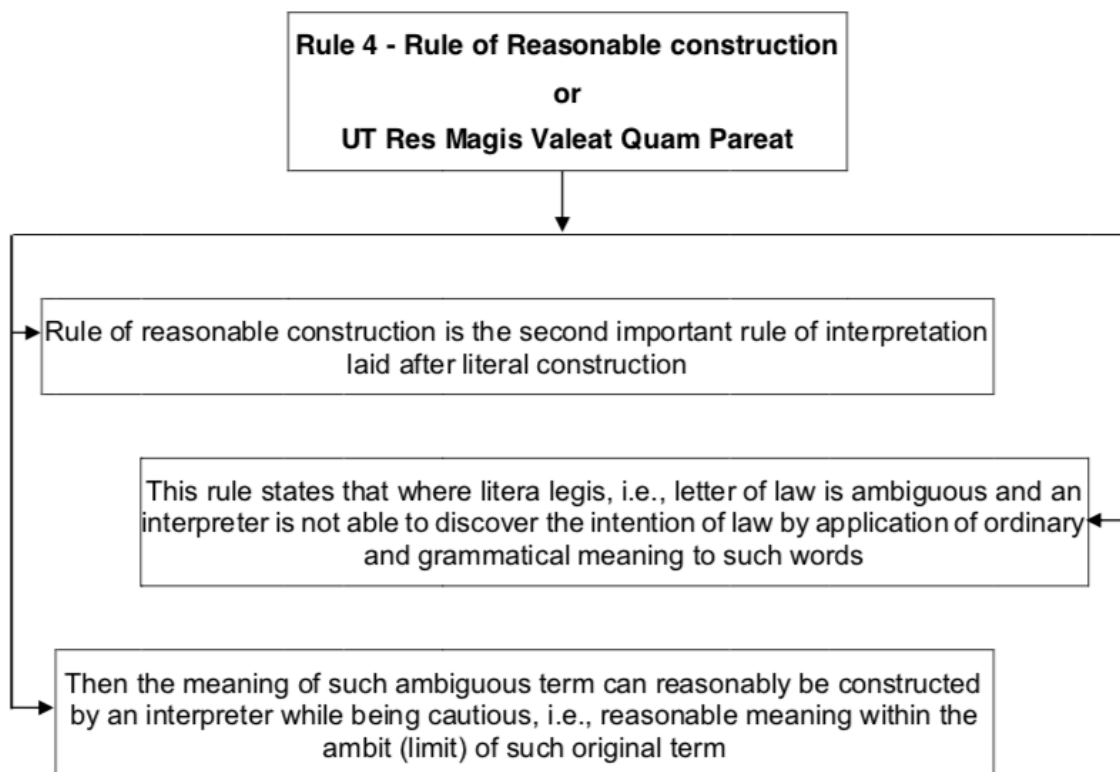 Rule 4 - Rule of Reasonable construction
or
UT Res Magis Valeat Quam Pareat
Rule of reasonable construction is the second important rule of interpretation
laid after literal construction
This rule states that where litera legis, i.e., letter of law is ambiguous and an
interpreter is not able to discover the intention of law by application of ordinary
and grammatical meaning to such words
Then the meaning of such ambiguous term can reasonably be constructed
by an interpreter while being cautious, i.e., reasonable meaning within the
ambit (limit) of such original term